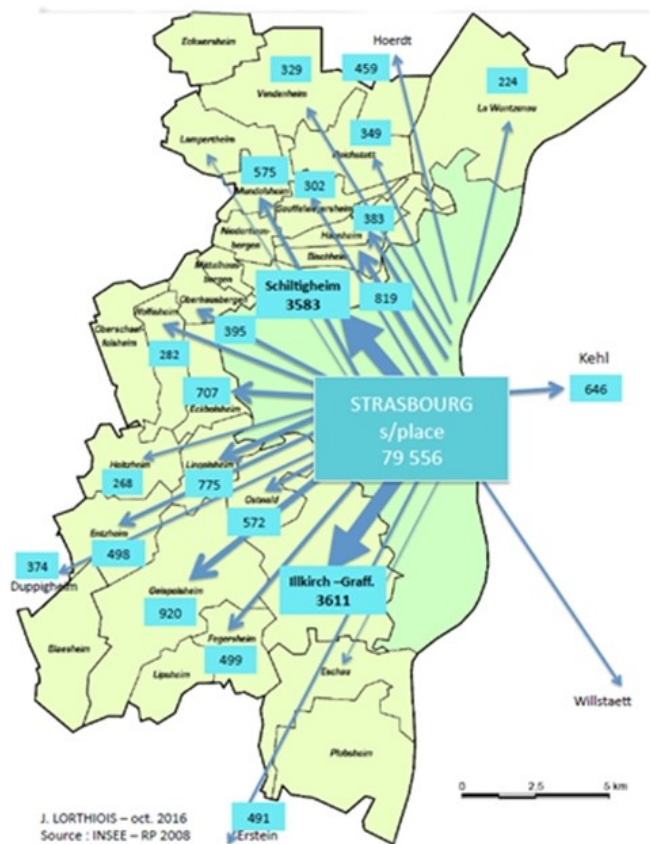 Eckwersheim
Hoerdt
329
459
224
Vendenheim
La Wantzenau
Lampertheim
349
Reichstett
575
302
Mundolsheim
383
Niederhausbergen
Hoenheim
Bischheim
Mittelhausbergen
Oberhausbergen
Schiltigheim
3583
819
Wolfisheim
395
282
Kehl
646
707
Eckbolsheim
STRASBOURG
s/place
79 556
Holtzheim
268
Lingolsheim
775
Ostwald
572
Entzheim
498
374
Duppigheim
Geispolsheim
920
Illkirch –Graff.
3611
Fegersheim
499
Blaesheim
Lipsheim
Eschau
Willstaett
Plobsheim
0 2.5 5 km
491
Erstein
J. LORTHIOIS – oct. 2016
Source : INSEE – RP 2008